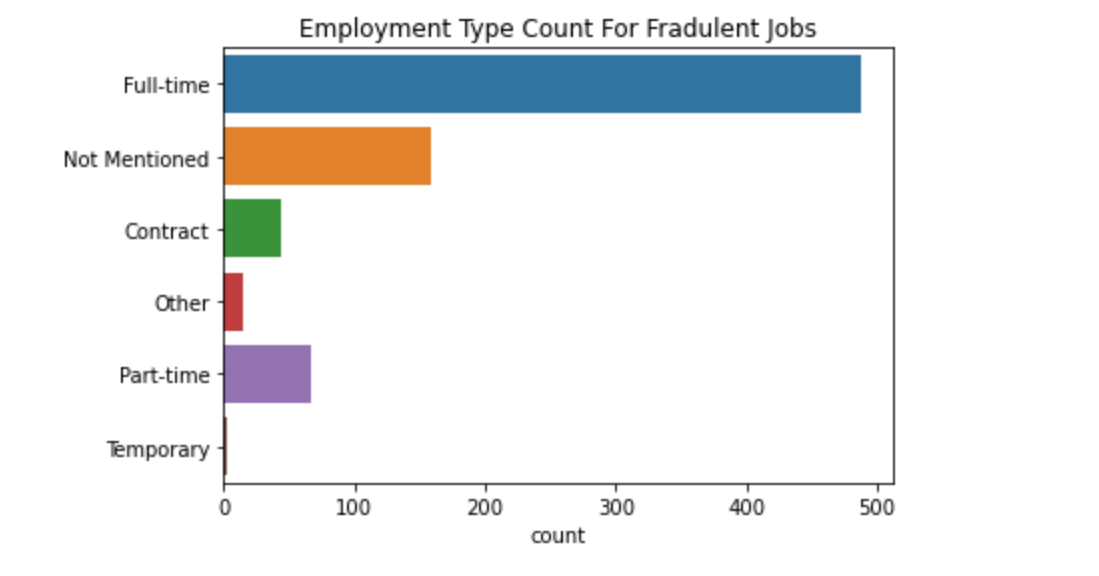 Employment Type Count For Fradulent Jobs
Full-time
Not Mentioned
Contract
Other
Part-time
Temporary
0 100 200 300 400 500
count